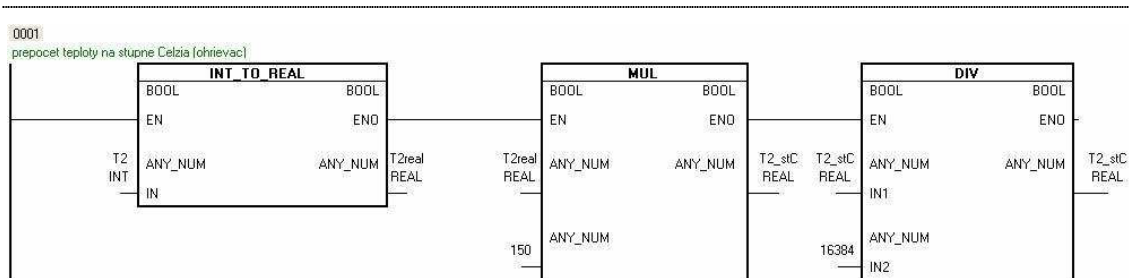 0001
prepocet teploty na stupne Celzia (ohrievac)
INT_TO_REAL
BOOL BOOL
EN ENO
T2 INT
ANY_NUM ANY_NUM
T2real REAL
IN
MUL
BOOL BOOL
EN ENO
T2real REAL
ANY_NUM ANY_NUM
T2_stC REAL
150
ANY_NUM
DIV
BOOL BOOL
EN ENO
T2_stC REAL
ANY_NUM ANY_NUM
T2_stC REAL
IN1
16384
ANY_NUM
IN2